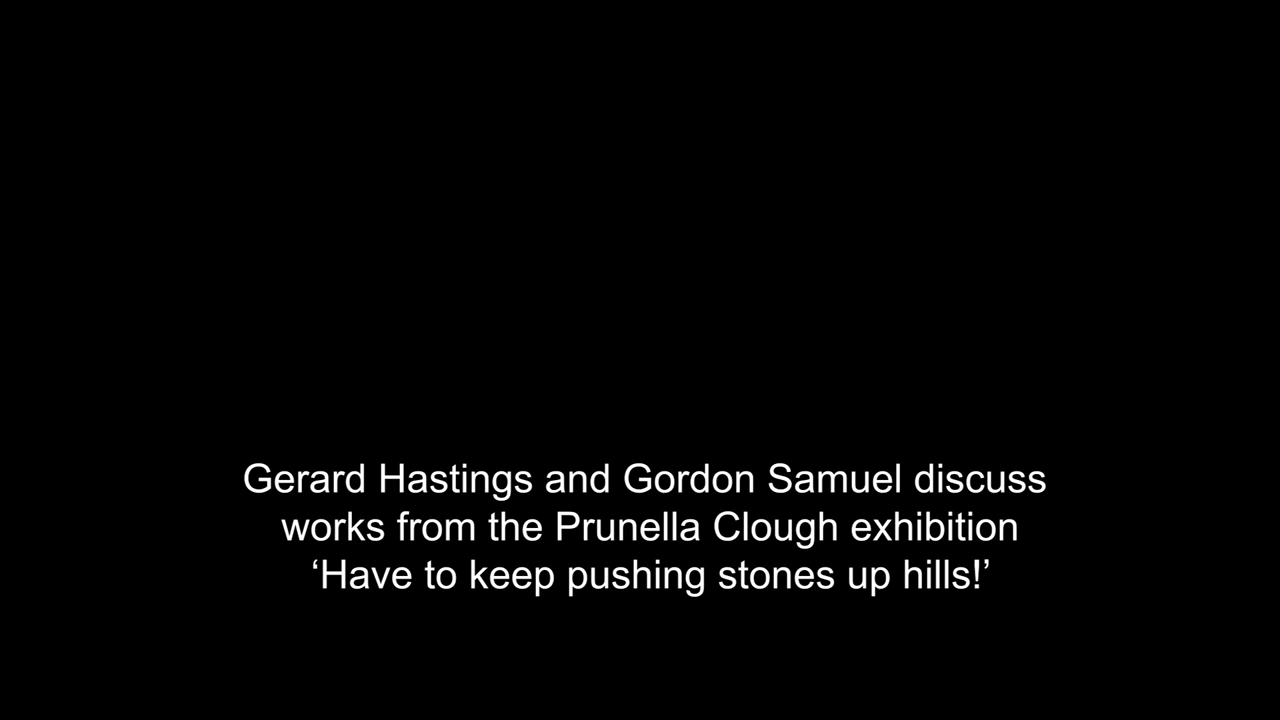 Gerard Hastings and Gordon Samuel discuss
works from the Prunella Clough exhibition
‘Have to keep pushing stones up hills!’